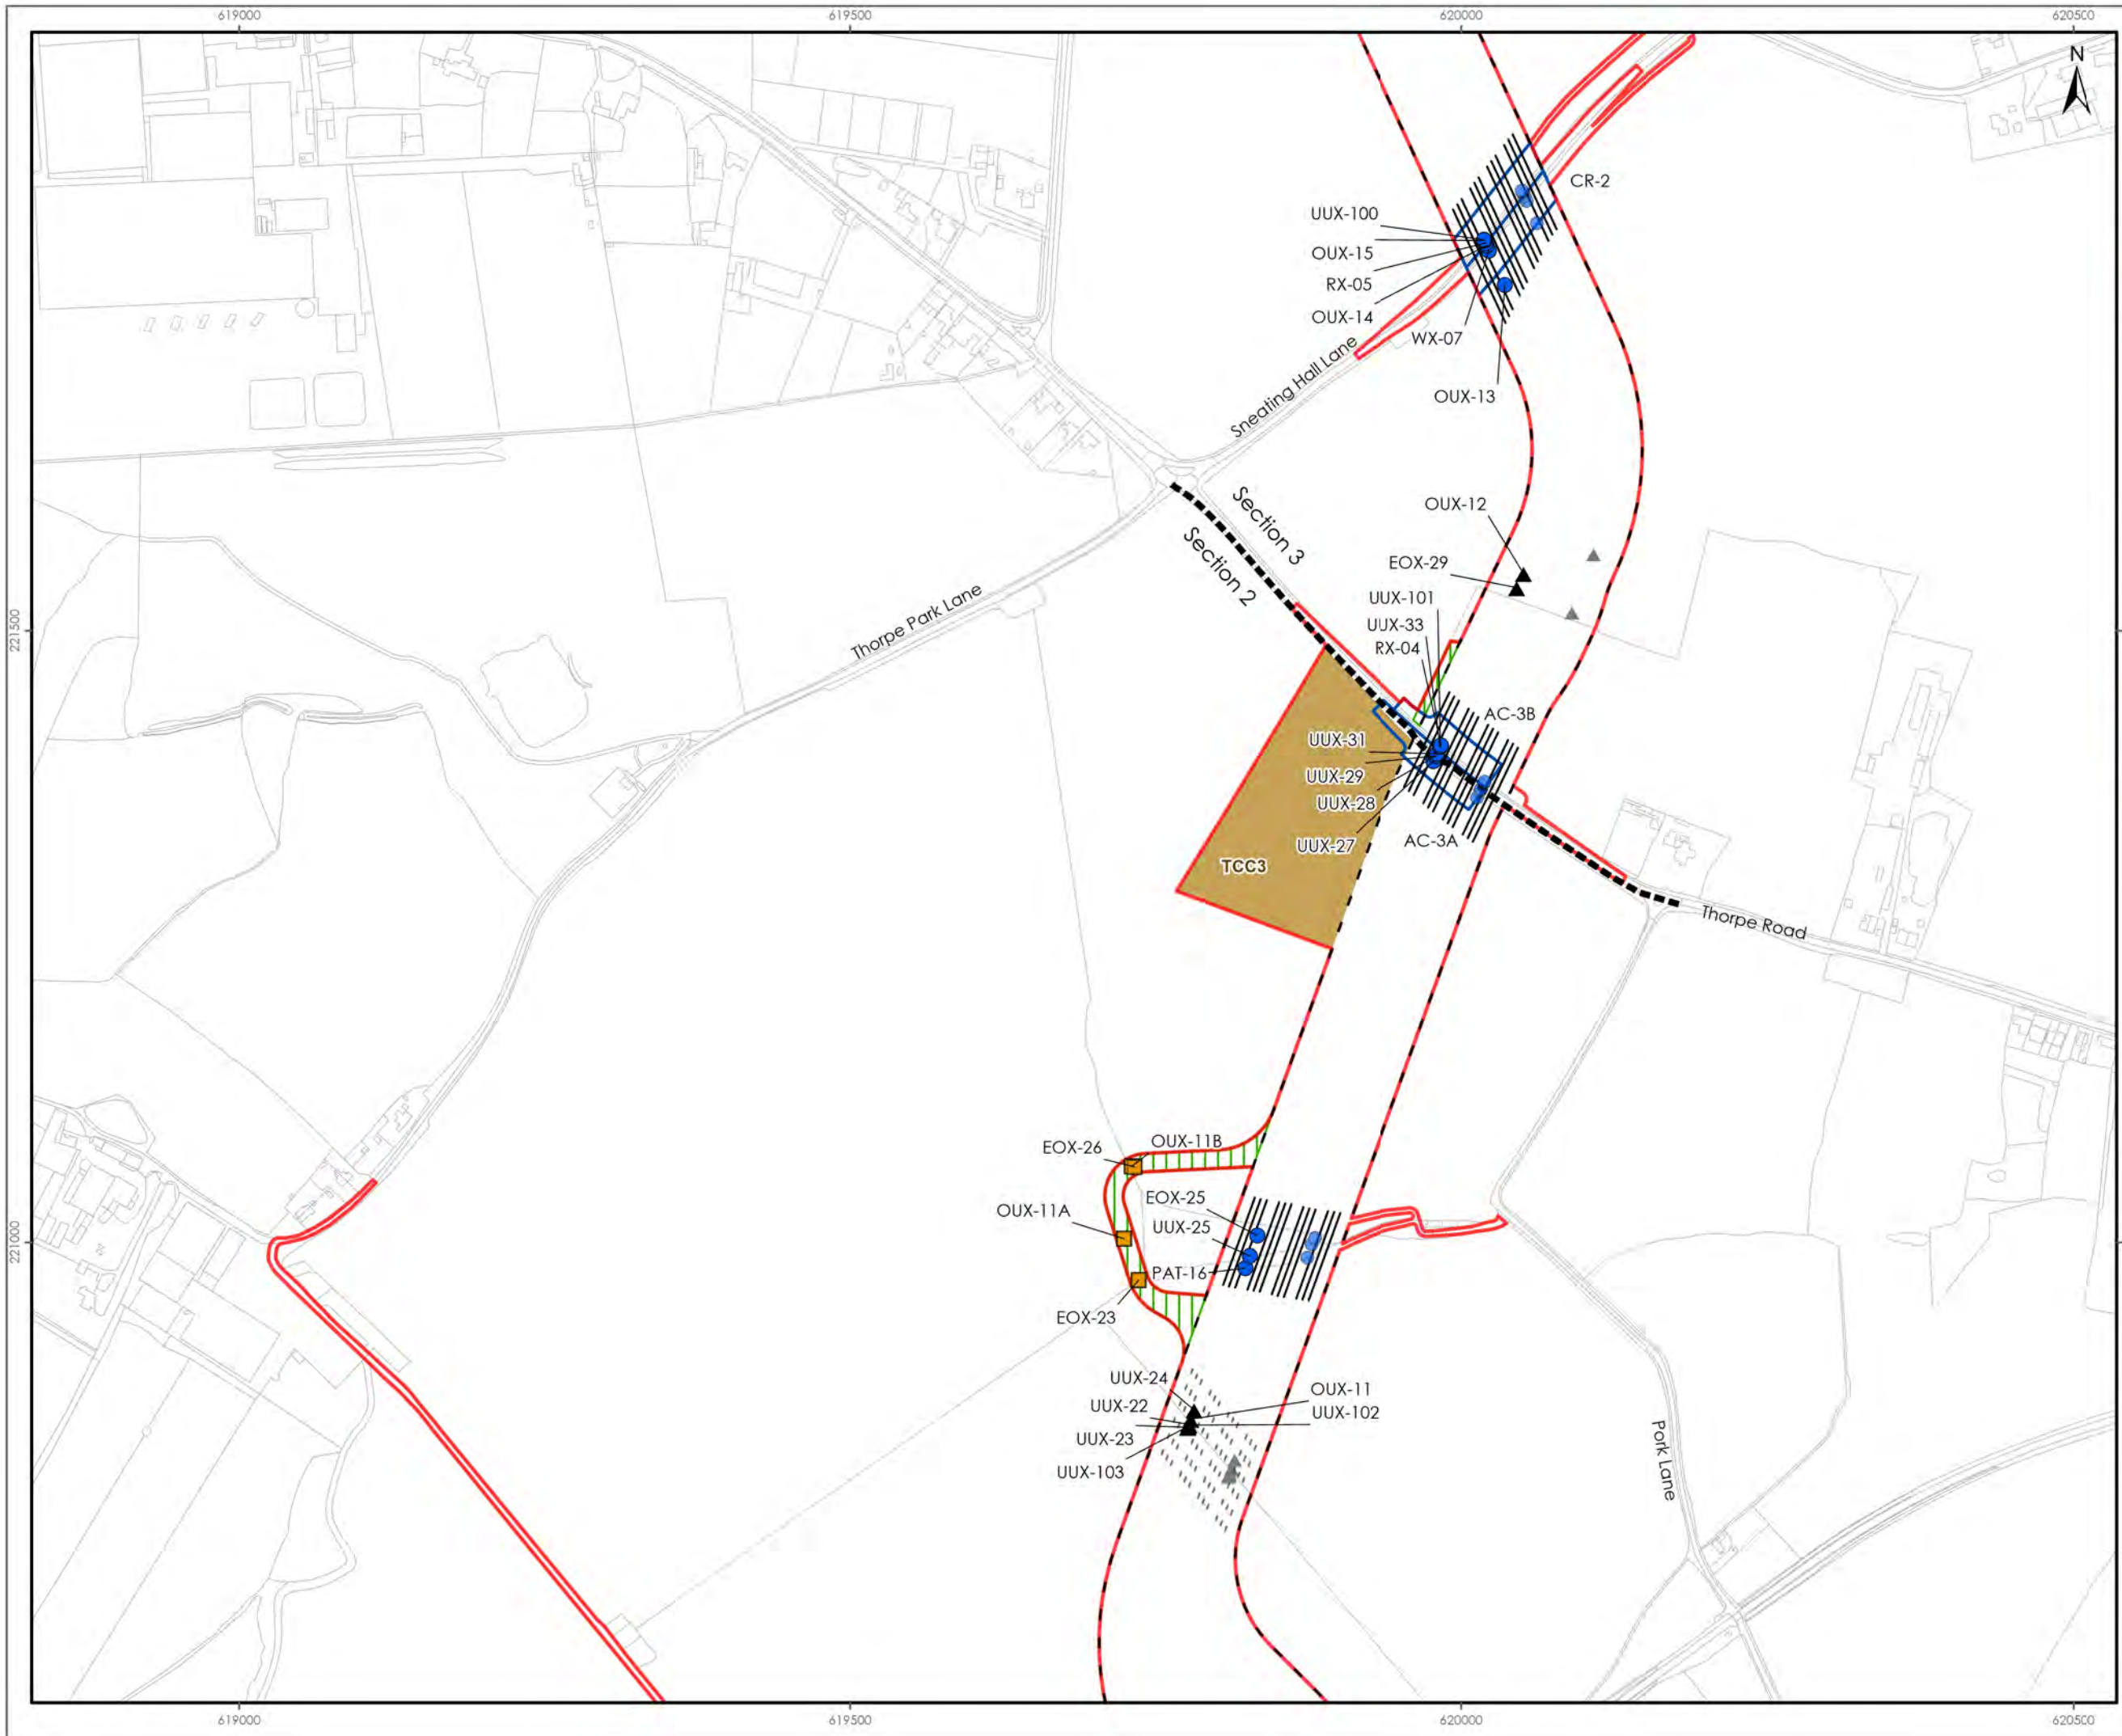 619000
619500
620000
620500
N
CR-2
UUX-100
OUX-15
RX-05
OUX-14
WX-07
OUX-13
Sneating Hall Lane
Section 3
Section 2
OUX-12
EOX-29
UUX-101
UUX-33
RX-04
221500
221500
Thorpe Park Lane
AC-3B
UUX-31
UUX-29
UUX-28
UUX-27
AC-3A
TCC3
Thorpe Road
OUX-11B
EOX-26
EOX-25
OUX-11A
UUX-25
221000
221000
PAT-16
EOX-23
UUX-24
OUX-11
UUX-22
UUX-102
UUX-23
UUX-103
Pork Lane
619000
619500
620000
620500